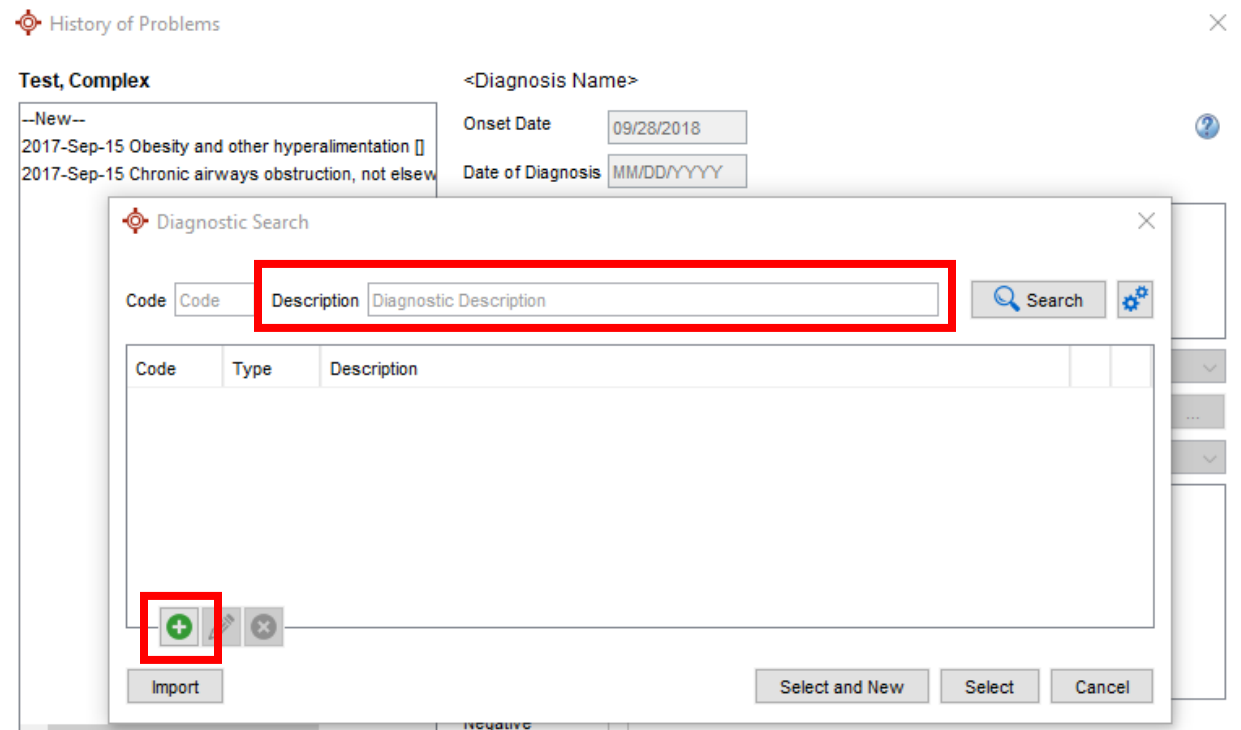 History of Problems
Test, Complex
<Diagnosis Name>
--New--
2017-Sep-15 Obesity and other hyperalimentation []
2017-Sep-15 Chronic airways obstruction, not elsew
Onset Date 09/28/2018
Date of Diagnosis MM/DD/YYYY
Diagnostic Search
Code Code Description Diagnostic Description Search
Code Type Description
...
Import Select and New Select Cancel
Negative